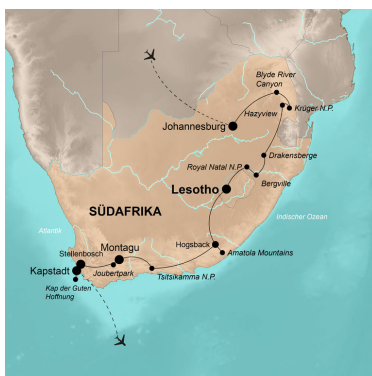 Blyde River
Canyon
Hazyview
Krüger N.P.
Johannesburg
Drakensberge
Royal Natal N.P.
Bergville
Lesotho
SÜDAFRIKA
Indischer Ozean
Atlantik
Hogsback
Amatola Mountains
Montagu
Stellenbosch
Kapstadt
Joubertpark
Tsitsikamma N.P.
Kap der Guten
Hoffnung